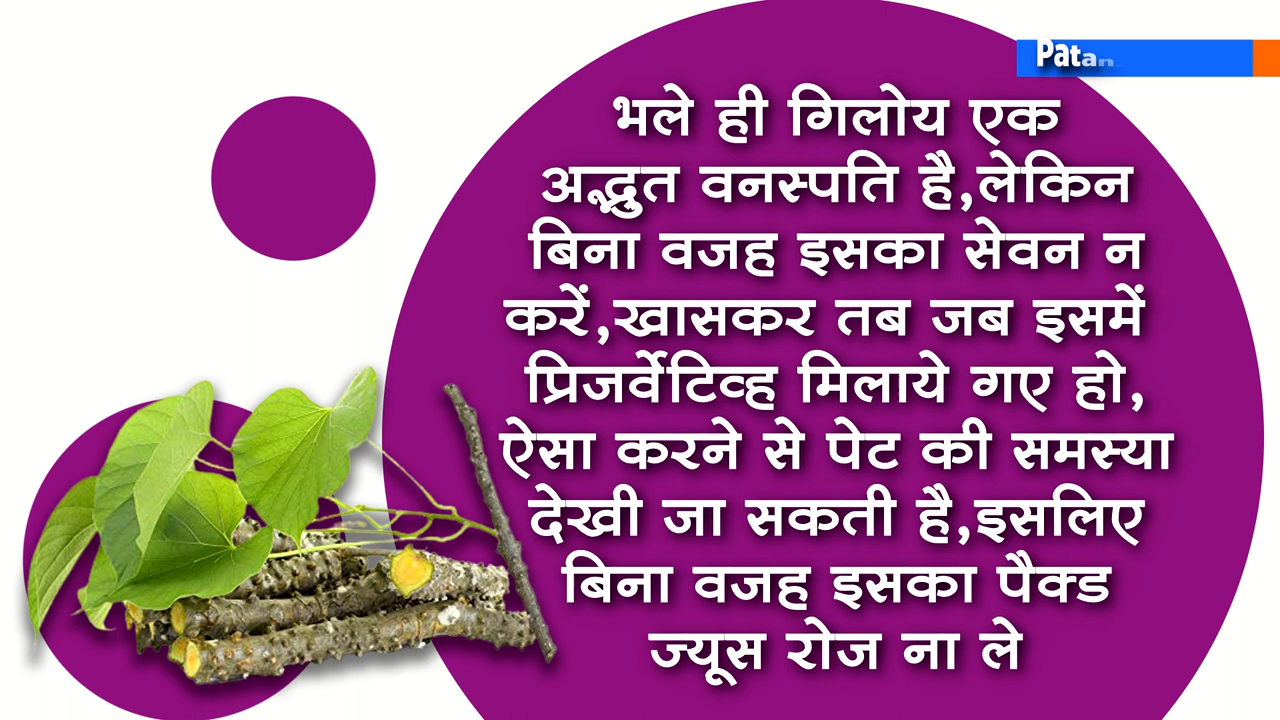 Patan
भले ही गिलोय एक
अद्भुत वनस्पति है,लेकिन
बिना वजह इसका सेवन न
करें,खासकर तब जब इसमें
प्रिजर्वेटिव्ह मिलाये गए हो,
ऐसा करने से पेट की समस्या
देखी जा सकती है,इसलिए
बिना वजह इसका पैक्ड
ज्यूस रोज ना ले